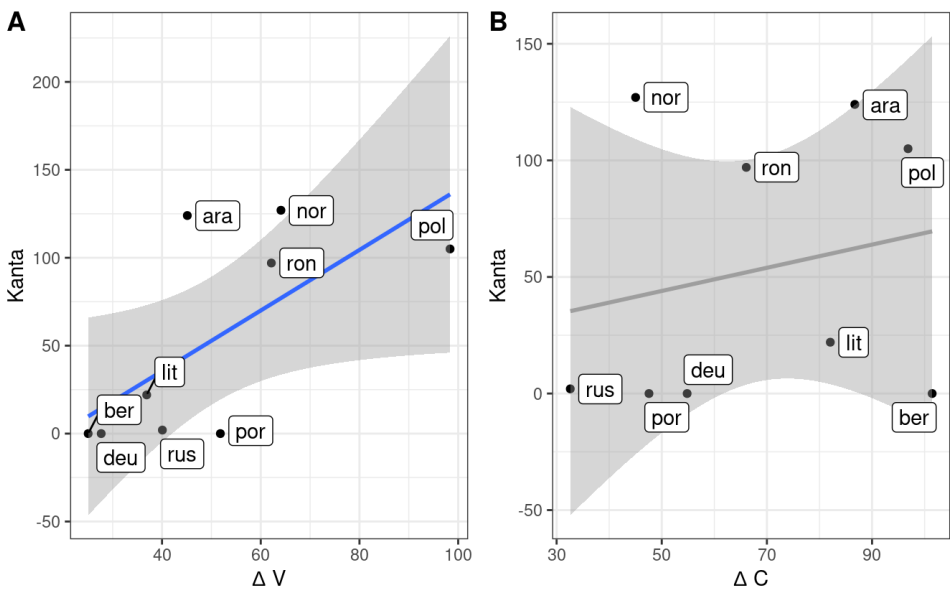 A
Kanta
200
150
100
50
0
-50
ara
nor
pol
ron
lit
ber
deu
rus
por
40
60
80
100
Δ V
B
Kanta
150
100
50
0
-50
nor
ara
ron
pol
lit
deu
rus
por
ber
30
50
70
90
Δ C